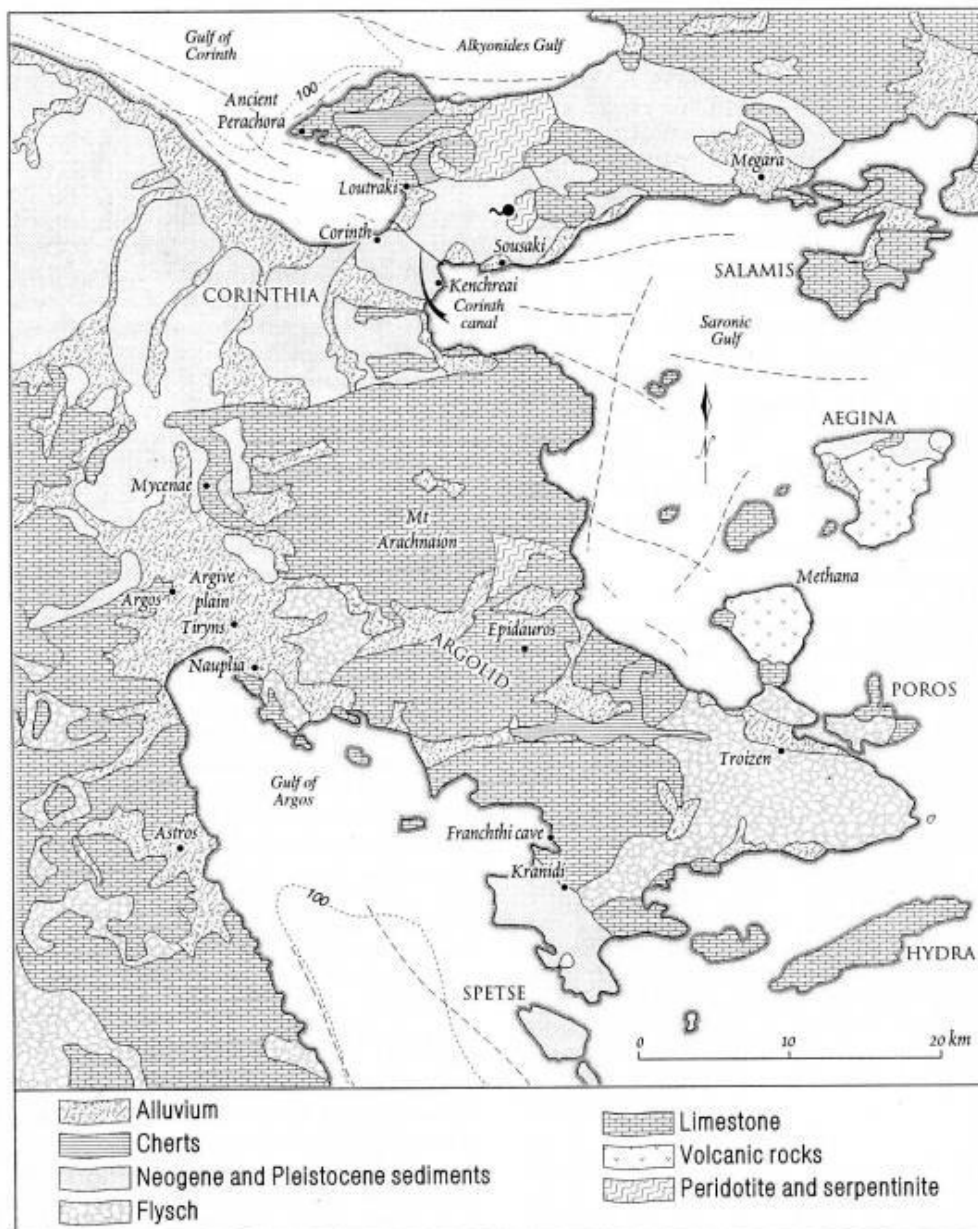 Gulf of
Corinth
Alkyonides Gulf
100
Ancient
Perachora
Megara
Loutraki
Corinth
Sousaki
SALAMIS
CORINTHIA
Kenchreai
Corinth
canal
Saronic
Gulf
N
AEGINA
Mycenae
Mt
Arachnaion
Methana
Argive
plain
Argos
Tiryns
ARGOLID
Epidauros
Nauplia
POROS
Troizen
Gulf of
Argos
Astros
Franchthi cave
Kranidi
100
HYDRA
SPETSE
0 10 20 km
Alluvium
Cherts
Neogene and Pleistocene sediments
Flysch
Limestone
Volcanic rocks
Peridotite and serpentinite